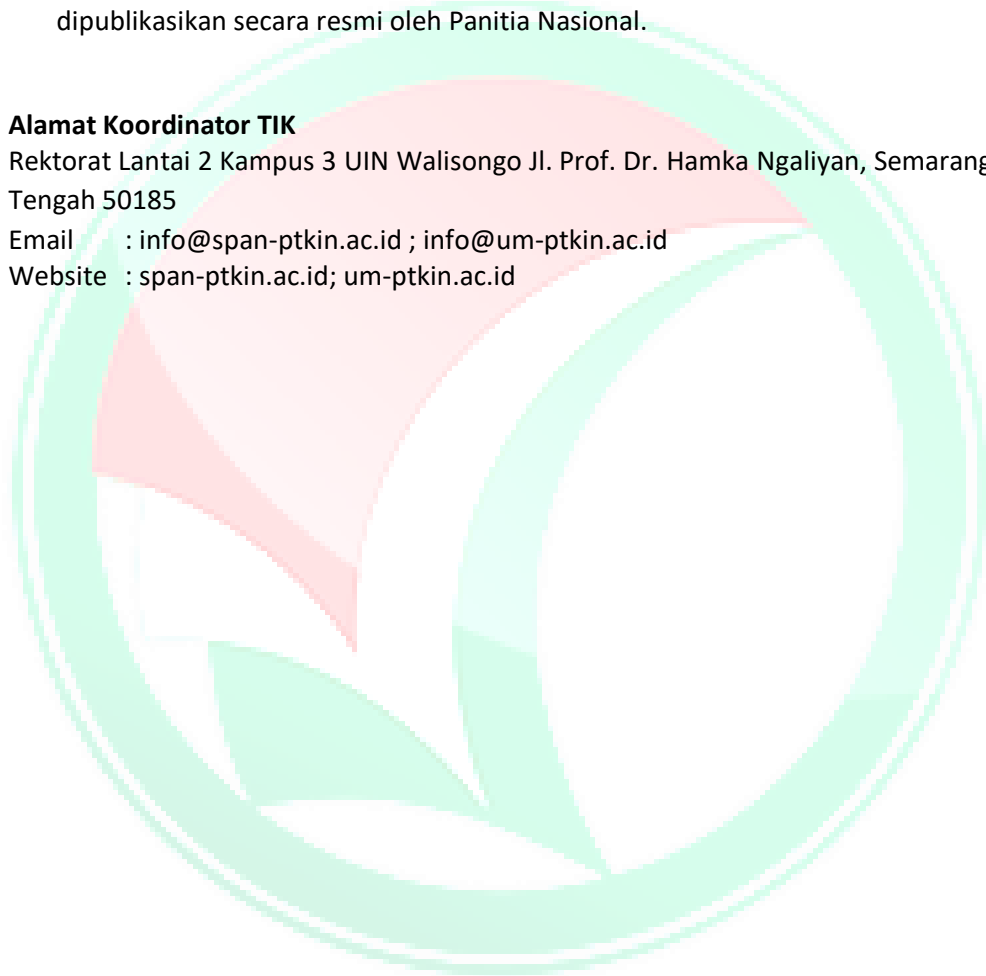 dipublikasikan secara resmi oleh Panitia Nasional.
Alamat Koordinator TIK
Rektorat Lantai 2 Kampus 3 UIN Walisongo Jl. Prof. Dr. Hamka Ngaliyan, Semarang
Tengah 50185
Email : info@span-ptkin.ac.id ; info@um-ptkin.ac.id
Website : span-ptkin.ac.id; um-ptkin.ac.id